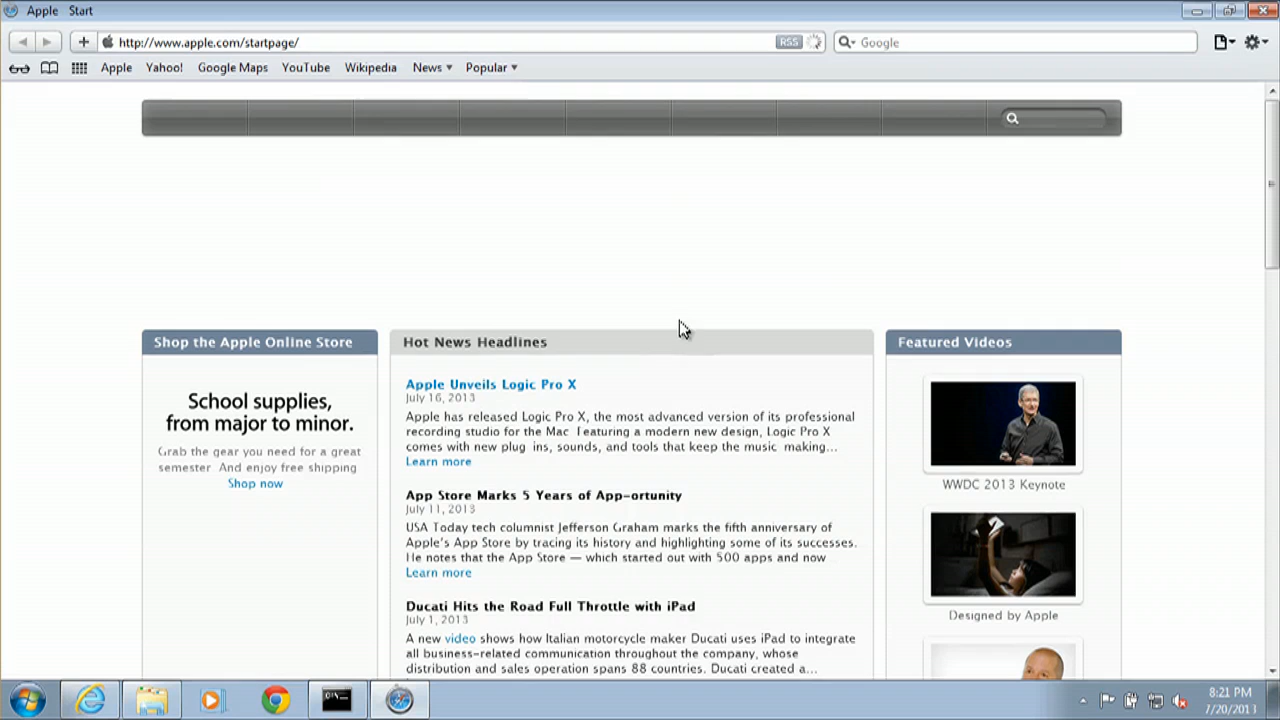 Apple Start
http://www.apple.com/startpage/
RSS
Google
Apple
Yahoo!
Google Maps
YouTube
Wikipedia
News
Popular
Shop the Apple Online Store
School supplies,
from major to minor.
Grab the gear you need for a great
semester And enjoy free shipping
Shop now
Hot News Headlines
Apple Unveils Logic Pro X
July 16, 2013
Apple has released Logic Pro X, the most advanced version of its professional
recording studio for the Mac Featuring a modern new design, Logic Pro X
comes with new plug ins, sounds, and tools that keep the music making...
Learn more
App Store Marks 5 Years of App-ortunity
July 11, 2013
USA Today tech columnist Jefferson Graham marks the fifth anniversary of
Apple's App Store by tracing its history and highlighting some of its successes.
He notes that the App Store — which started out with 500 apps and now
Learn more
Ducati Hits the Road Full Throttle with iPad
July 1, 2013
A new video shows how Italian motorcycle maker Ducati uses iPad to integrate
all business-related communication throughout the company, whose
distribution and sales operation spans 88 countries. Ducati created a...
Featured Videos
WWDC 2013 Keynote
Designed by Apple
C:\.
8:21 PM
7/20/2013